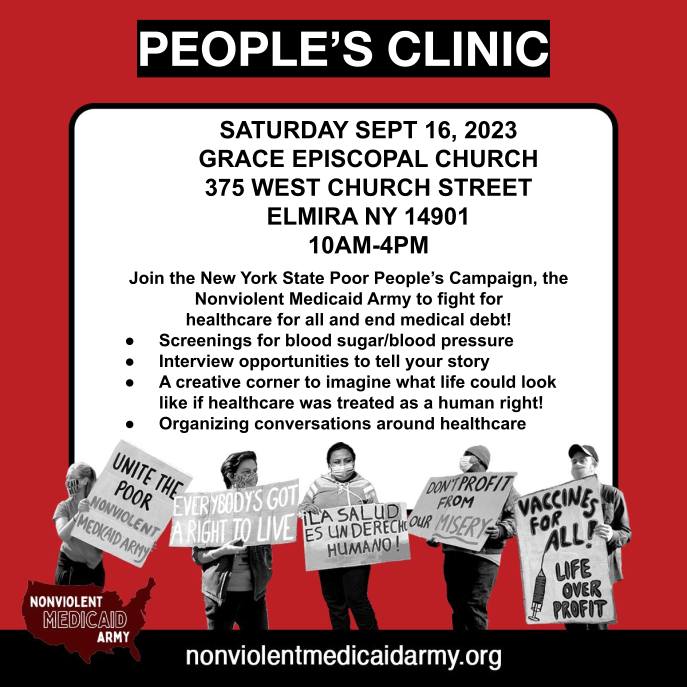 PEOPLE'S CLINIC
SATURDAY SEPT 16, 2023
GRACE EPISCOPAL CHURCH
375 WEST CHURCH STREET
ELMIRA NY 14901
10AM-4PM
Join the New York State Poor People's Campaign, the
Nonviolent Medicaid Army to fight for
healthcare for all and end medical debt!
● Screenings for blood sugar/blood pressure
● Interview opportunities to tell your story
● A creative corner to imagine what life could look
like if healthcare was treated as a human right!
● Organizing conversations around healthcare
UNITE THE
POOR
NONVIOLENT
MEDICAID ARMY
EVERYBODY'S GOT
A RIGHT TO LIVE
¡LA SALUD
ES UN DERECHO
HUMANO!
DON'T PROFIT
FROM
OUR MISERY
VACCINES
FOR
ALL!
LIFE
OVER
PROFIT
NONVIOLENT
MEDICAID
ARMY
nonviolentmedicaidarmy.org